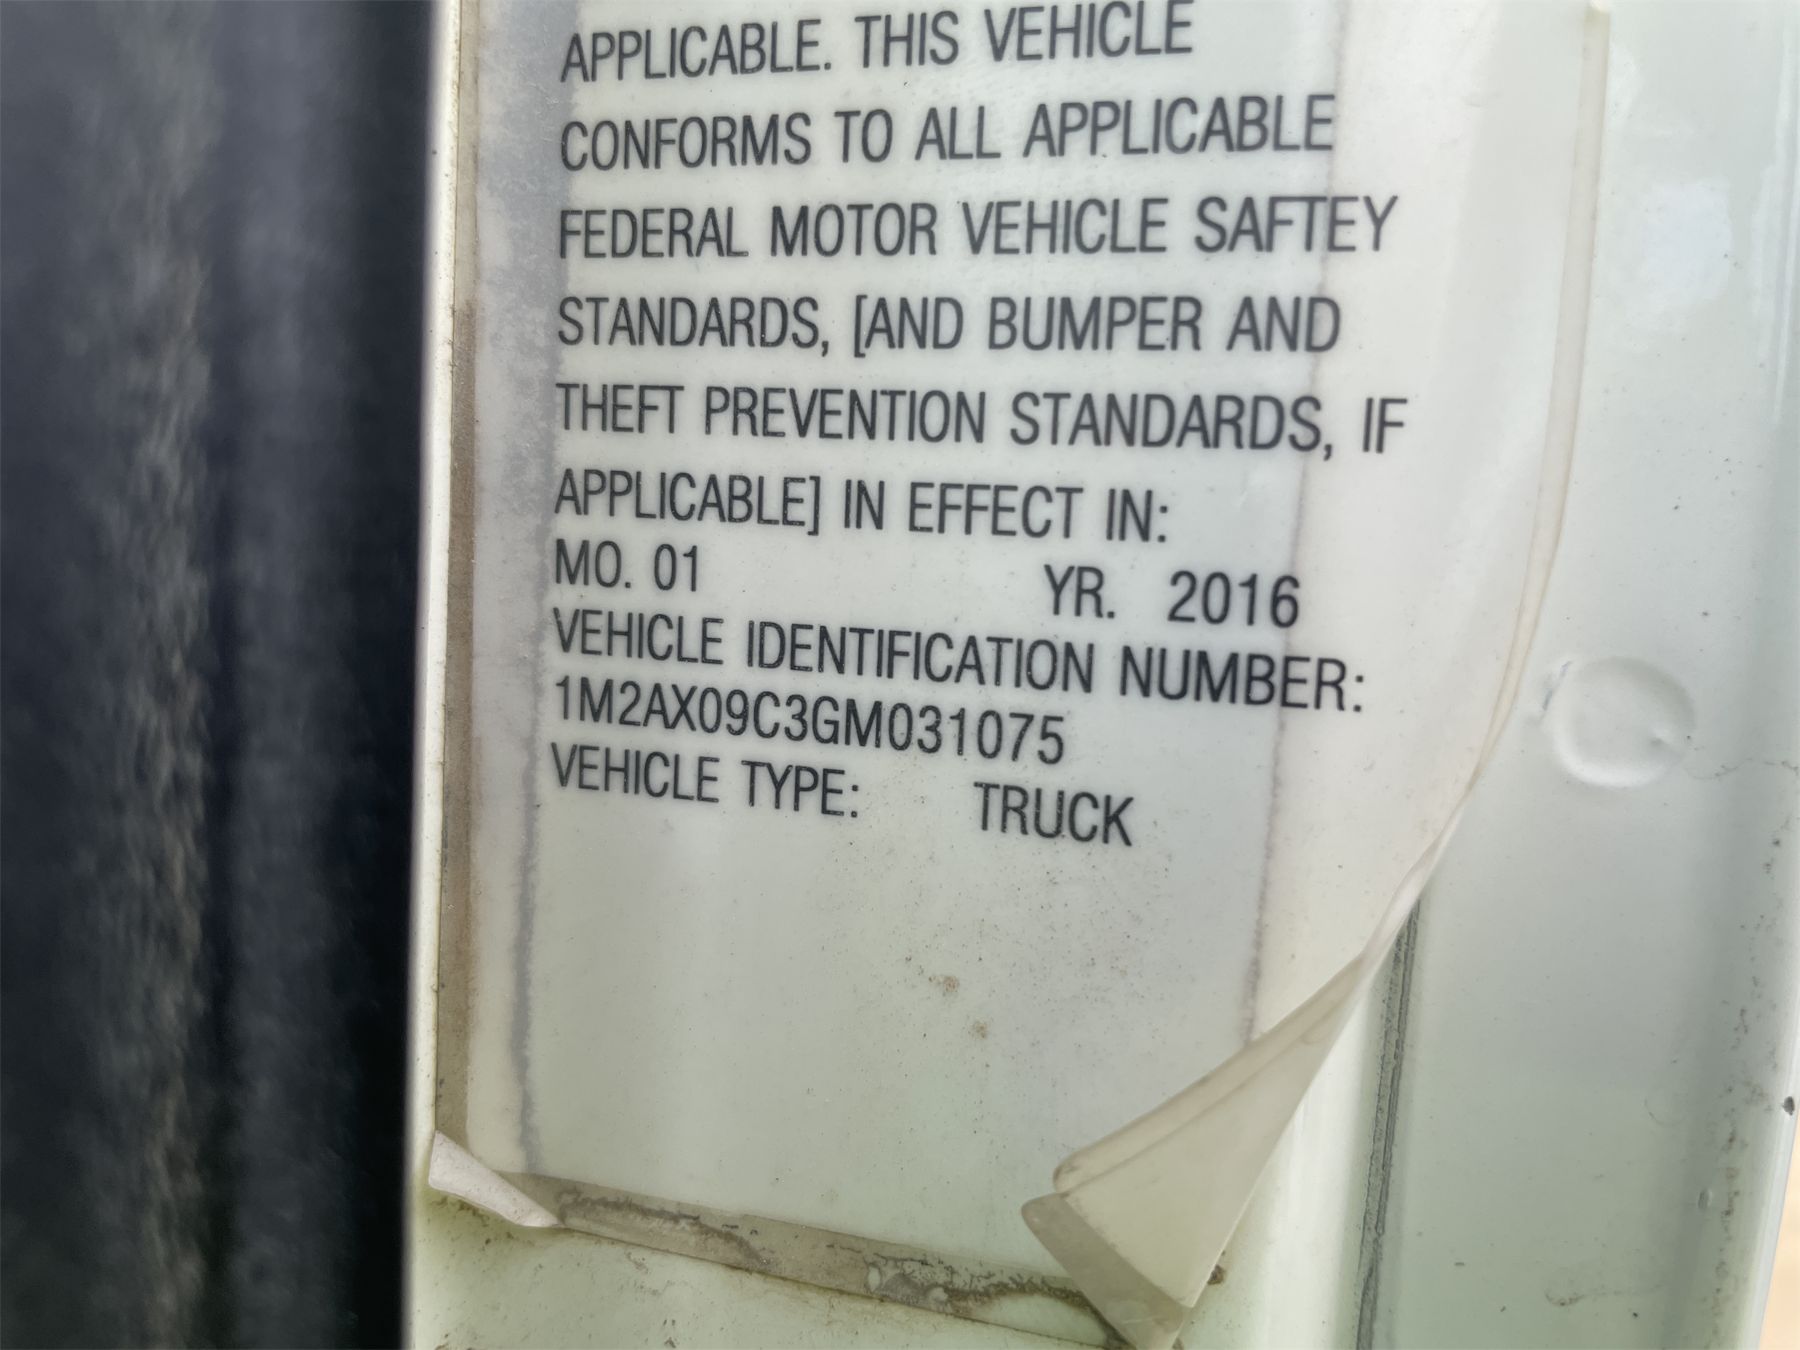 APPLICABLE. THIS VEHICLE
CONFORMS TO ALL APPLICABLE
FEDERAL MOTOR VEHICLE SAFTEY
STANDARDS, [AND BUMPER AND
THEFT PREVENTION STANDARDS, IF
APPLICABLE] IN EFFECT IN:
MO. 01 YR. 2016
VEHICLE IDENTIFICATION NUMBER:
1M2AX09C3GM031075
VEHICLE TYPE: TRUCK